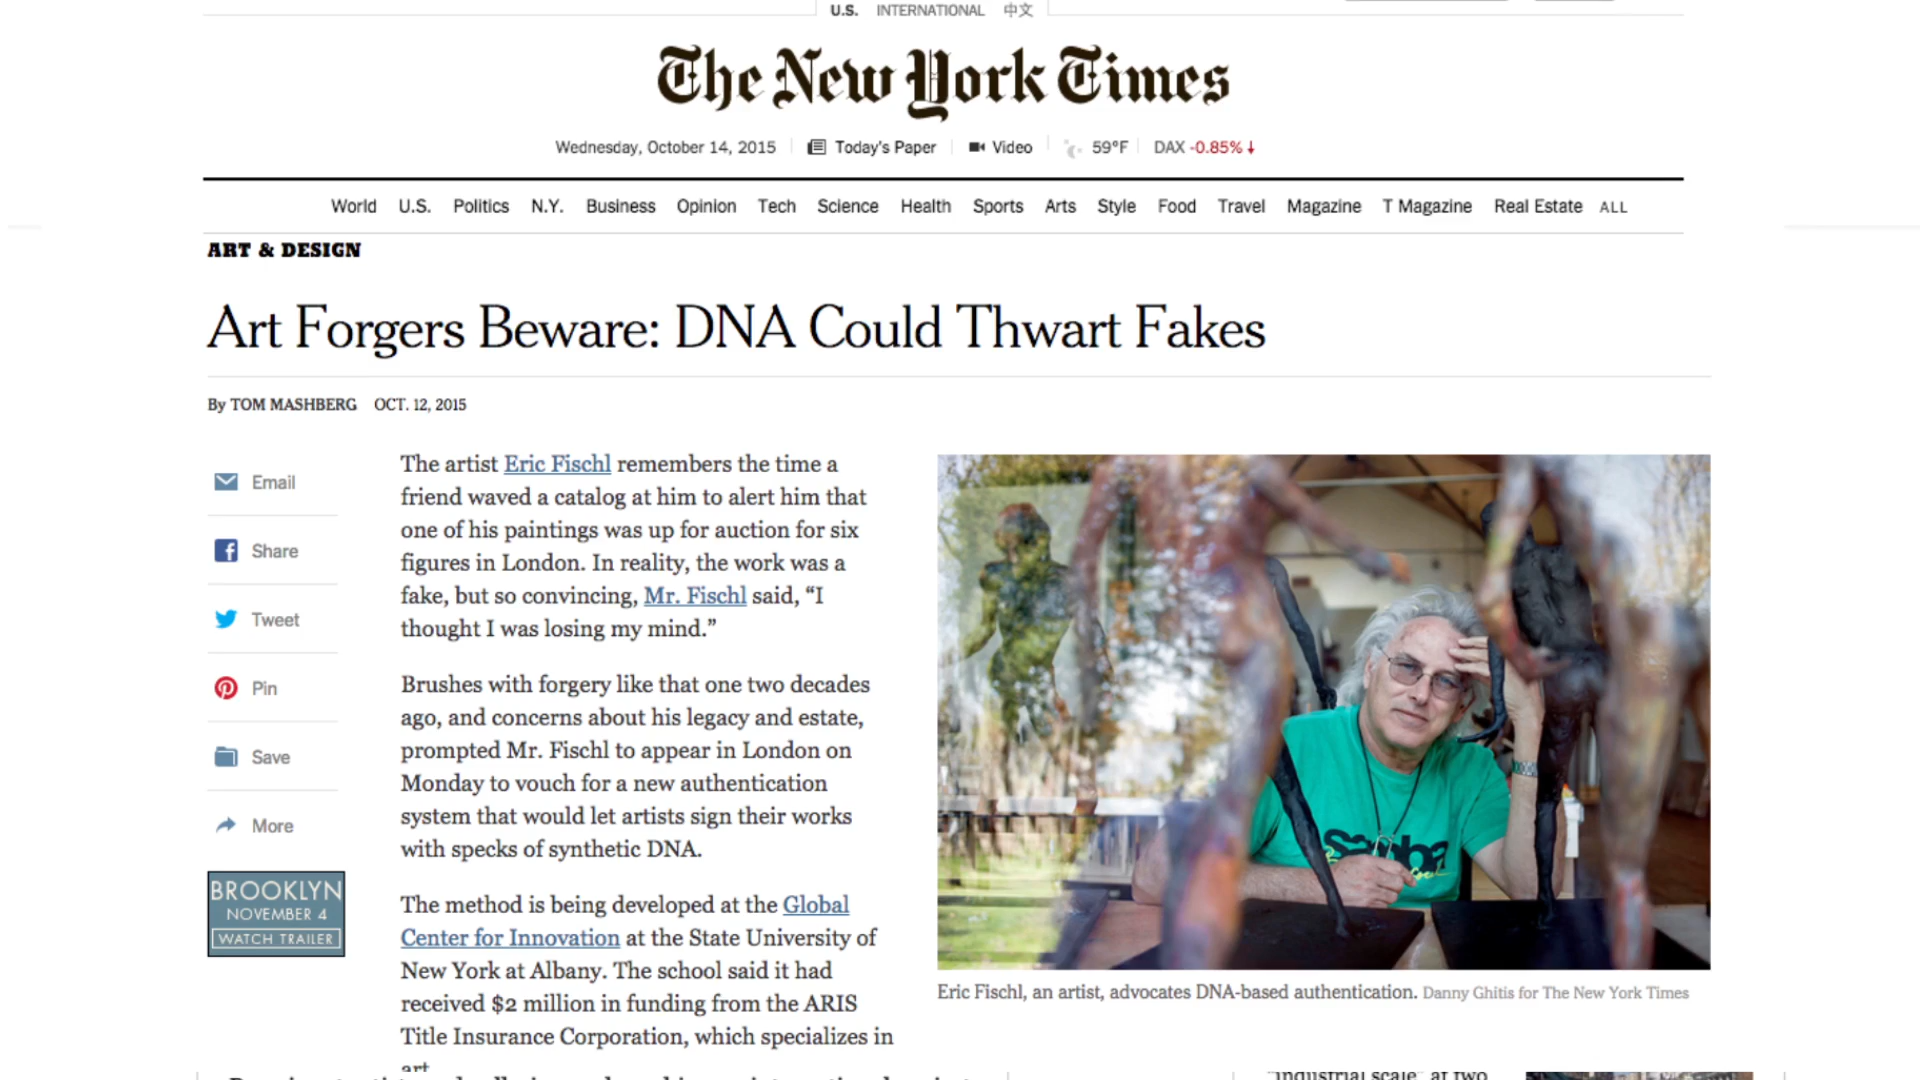 U.S. INTERNATIONAL 中文
The New York Times
Wednesday, October 14, 2015 Today's Paper Video 59°F DAX -0.85%↓
World U.S. Politics N.Y. Business Opinion Tech Science Health Sports Arts Style Food Travel Magazine T Magazine Real Estate ALL
ART & DESIGN
Art Forgers Beware: DNA Could Thwart Fakes
By TOM MASHBERG OCT. 12, 2015
Email
Share
Tweet
Pin
Save
More
BROOKLYN
NOVEMBER 4
WATCH TRAILER
The artist Eric Fischl remembers the time a
friend waved a catalog at him to alert him that
one of his paintings was up for auction for six
figures in London. In reality, the work was a
fake, but so convincing, Mr. Fischl said, “I
thought I was losing my mind.”
Brushes with forgery like that one two decades
ago, and concerns about his legacy and estate,
prompted Mr. Fischl to appear in London on
Monday to vouch for a new authentication
system that would let artists sign their works
with specks of synthetic DNA.
The method is being developed at the Global
Center for Innovation at the State University of
New York at Albany. The school said it had
received $2 million in funding from the ARIS
Title Insurance Corporation, which specializes in
art
Eric Fischl, an artist, advocates DNA-based authentication. Danny Ghitis for The New York Times
"industrial scale" at two